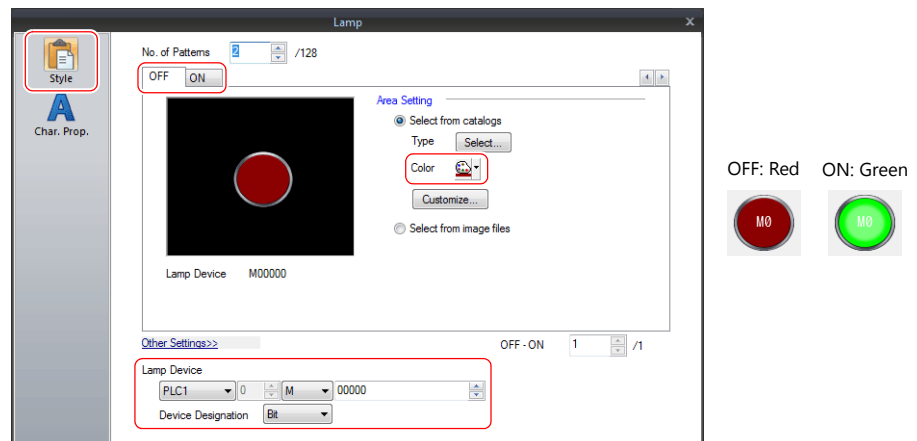 Lamp
x
Style
Char. Prop.
No. of Patterns 2 /128
OFF ON
Area Setting
Select from catalogs
Type Select...
Color
Customize...
Select from image files
Lamp Device M00000
Other Settings>>
OFF - ON 1 /1
Lamp Device
PLC1 0 M 00000
Device Designation Bit
OFF: Red ON: Green
M0 M0